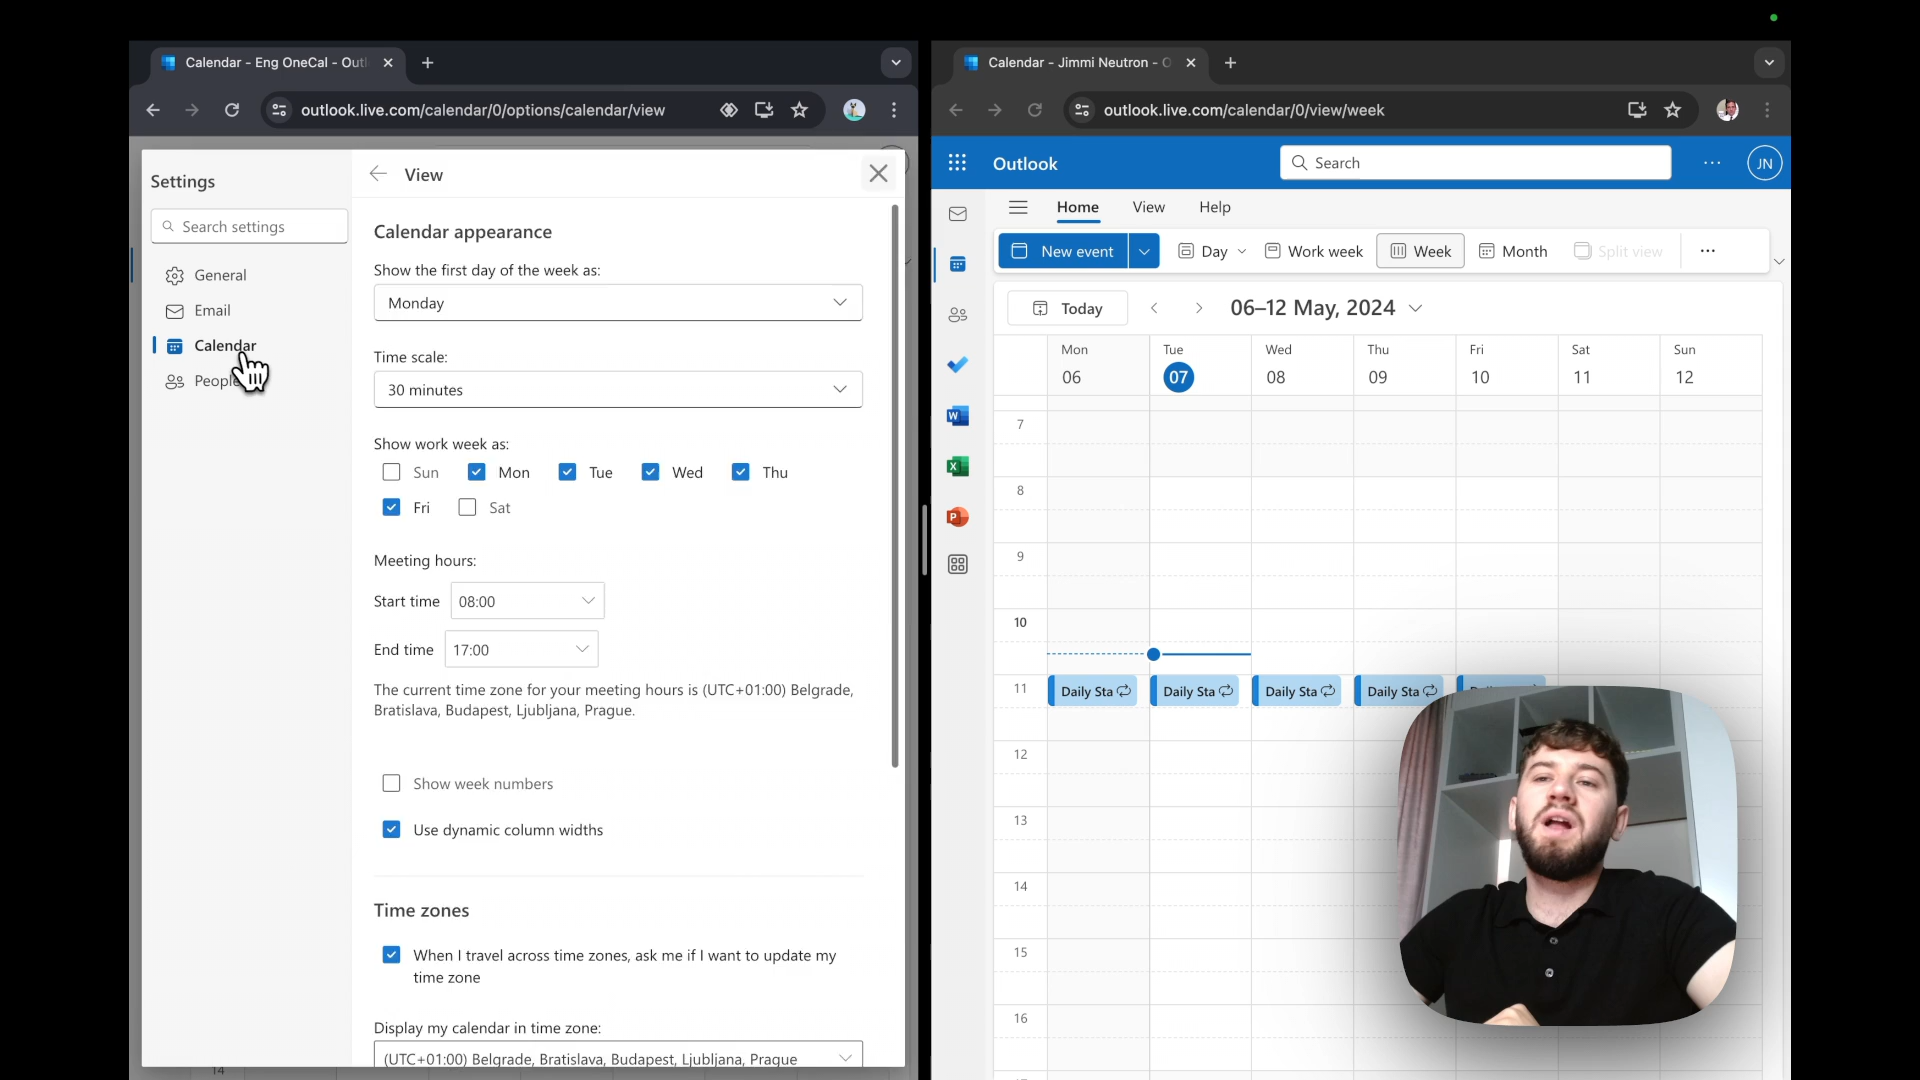 Calendar - Eng OneCal - Outl
outlook.live.com/calendar/0/options/calendar/view
Settings
Search settings
General
Email
Calendar
People
View
Calendar appearance
Show the first day of the week as:
Monday
Time scale:
30 minutes
Show work week as:
Sun Mon Tue Wed Thu
Fri Sat
Meeting hours:
Start time 08:00
End time 17:00
The current time zone for your meeting hours is (UTC+01:00) Belgrade,
Bratislava, Budapest, Ljubljana, Prague.
Show week numbers
Use dynamic column widths
Time zones
When I travel across time zones, ask me if I want to update my
time zone
Display my calendar in time zone:
(UTC+01:00) Belgrade, Bratislava, Budapest, Ljubljana, Prague
14
Calendar - Jimmi Neutron - O
outlook.live.com/calendar/0/view/week
Outlook
Search
JN
Home View Help
New event Day Work week Week Month Split view
Today 06–12 May, 2024
Mon Tue Wed Thu Fri Sat Sun
06 07 08 09 10 11 12
7
8
9
10
11 Daily Sta Daily Sta Daily Sta Daily Sta
12
13
14
15
16